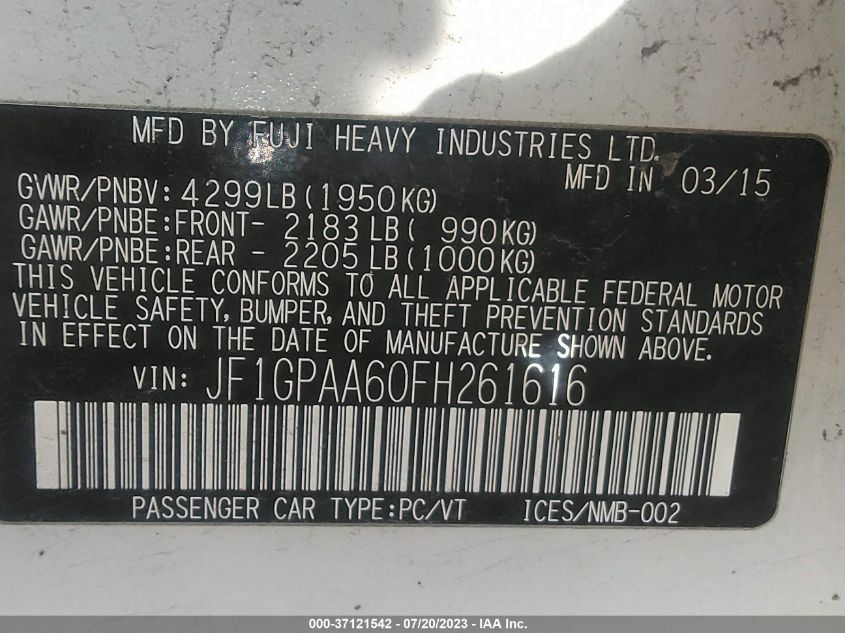 MFD BY FUJI HEAVY INDUSTRIES LTD.
MFD IN 03/15
GVWR/PNBV: 4299LB(1950KG)
GAWR/PNBE:FRONT- 2183LB( 990KG)
GAWR/PNBE:REAR - 2205LB(1000KG)
THIS VEHICLE CONFORMS TO ALL APPLICABLE FEDERAL MOTOR
VEHICLE SAFETY, BUMPER, AND THEFT PREVENTION STANDARDS
IN EFFECT ON THE DATE OF MANUFACTURE SHOWN ABOVE.
VIN: JF1GPAA60FH261616
PASSENGER CAR TYPE:PC/VT ICES/NMB-002
000-37121542 - 07/20/2023 - IAA Inc.